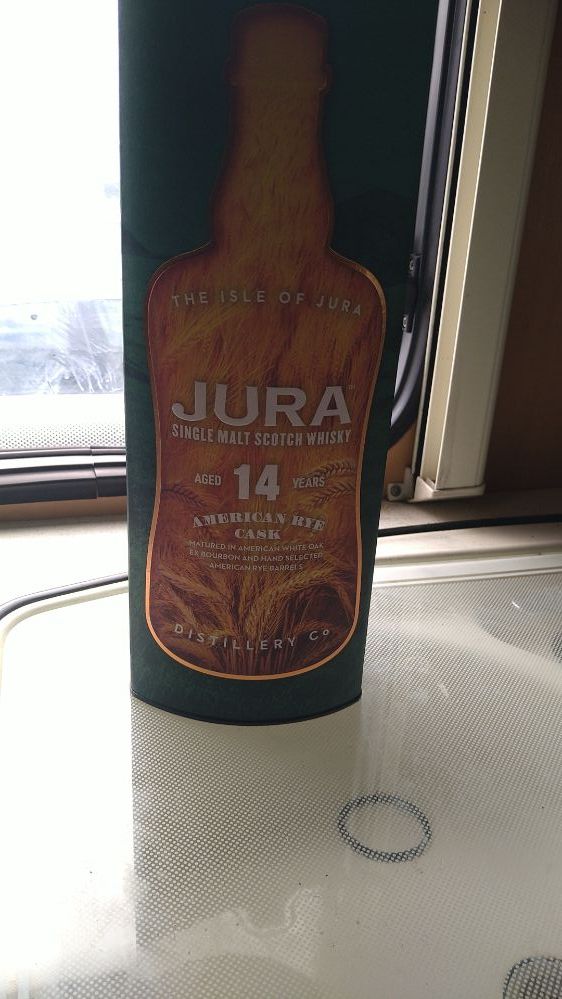 THE ISLE OF JURA
JURA™
SINGLE MALT SCOTCH WHISKY
AGED 14 YEARS
AMERICAN RYE
CASK
MATURED IN AMERICAN WHITE OAK
EX BOURBON AND HAND SELECTED
AMERICAN RYE BARRELS
DISTILLERY Co